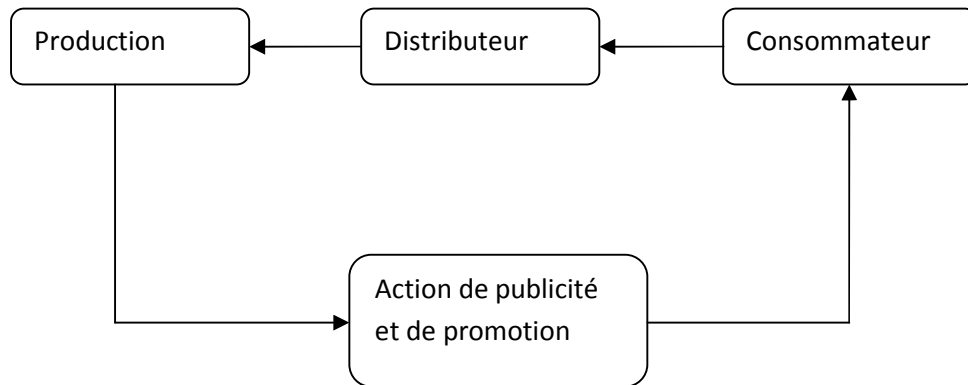 Production
Distributeur
Consommateur
Action de publicité
et de promotion